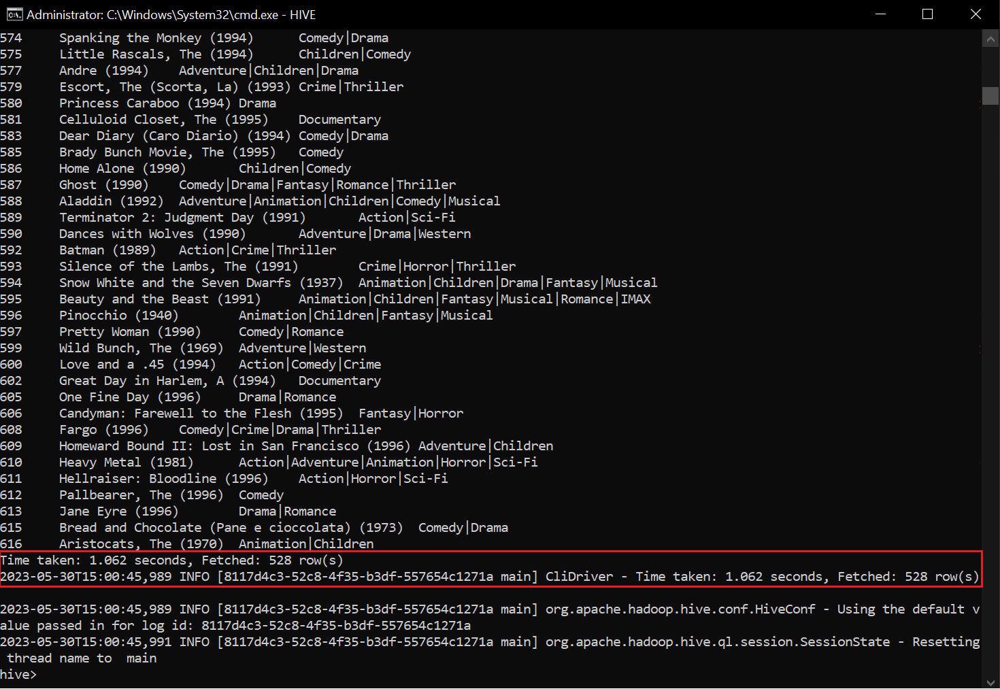 Administrator: C:\Windows\System32\cmd.exe - HIVE
574 Spanking the Monkey (1994) Comedy|Drama
575 Little Rascals, The (1994) Children|Comedy
577 Andre (1994) Adventure|Children|Drama
579 Escort, The (Scorta, La) (1993) Crime|Thriller
580 Princess Caraboo (1994) Drama
581 Celluloid Closet, The (1995) Documentary
583 Dear Diary (Caro Diario) (1994) Comedy|Drama
585 Brady Bunch Movie, The (1995) Comedy
586 Home Alone (1990) Children|Comedy
587 Ghost (1990) Comedy|Drama|Fantasy|Romance|Thriller
588 Aladdin (1992) Adventure|Animation|Children|Comedy|Musical
589 Terminator 2: Judgment Day (1991) Action|Sci-Fi
590 Dances with Wolves (1990) Adventure|Drama|Western
592 Batman (1989) Action|Crime|Thriller
593 Silence of the Lambs, The (1991) Crime|Horror|Thriller
594 Snow White and the Seven Dwarfs (1937) Animation|Children|Drama|Fantasy|Musical
595 Beauty and the Beast (1991) Animation|Children|Fantasy|Musical|Romance|IMAX
596 Pinocchio (1940) Animation|Children|Fantasy|Musical
597 Pretty Woman (1990) Comedy|Romance
599 Wild Bunch, The (1969) Adventure|Western
600 Love and a .45 (1994) Action|Comedy|Crime
602 Great Day in Harlem, A (1994) Documentary
605 One Fine Day (1996) Drama|Romance
606 Candyman: Farewell to the Flesh (1995) Fantasy|Horror
608 Fargo (1996) Comedy|Crime|Drama|Thriller
609 Homeward Bound II: Lost in San Francisco (1996) Adventure|Children
610 Heavy Metal (1981) Action|Adventure|Animation|Horror|Sci-Fi
611 Hellraiser: Bloodline (1996) Action|Horror|Sci-Fi
612 Pallbearer, The (1996) Comedy
613 Jane Eyre (1996) Drama|Romance
615 Bread and Chocolate (Pane e cioccolata) (1973) Comedy|Drama
616 Aristocats, The (1970) Animation|Children
Time taken: 1.062 seconds, Fetched: 528 row(s)
2023-05-30T15:00:45,989 INFO [8117d4c3-52c8-4f35-b3df-557654c1271a main] CliDriver - Time taken: 1.062 seconds, Fetched: 528 row(s)
2023-05-30T15:00:45,989 INFO [8117d4c3-52c8-4f35-b3df-557654c1271a main] org.apache.hadoop.hive.conf.HiveConf - Using the default v
alue passed in for log id: 8117d4c3-52c8-4f35-b3df-557654c1271a
2023-05-30T15:00:45,991 INFO [8117d4c3-52c8-4f35-b3df-557654c1271a main] org.apache.hadoop.hive.ql.session.SessionState - Resetting
thread name to  main
hive>